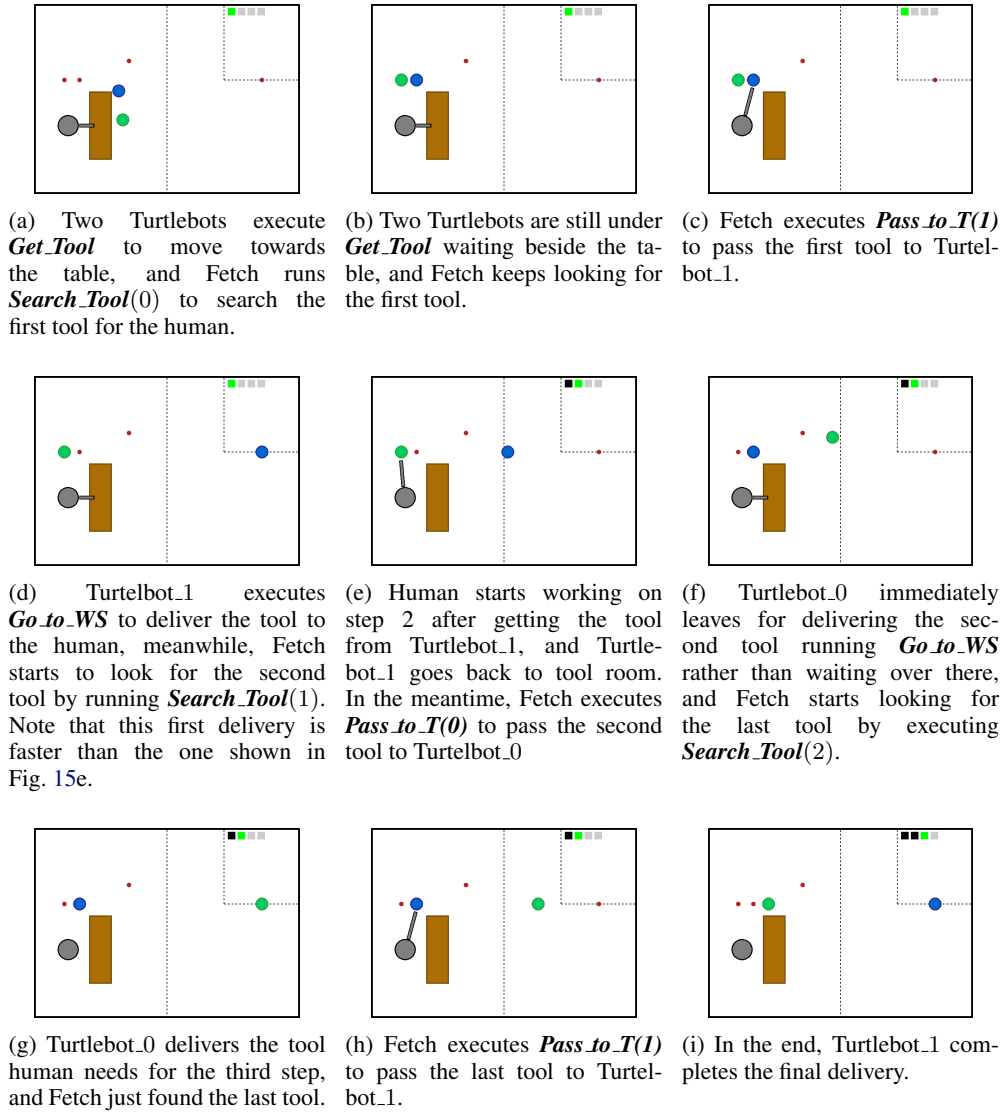 (a) Two Turtlebots execute
Get_Tool to move towards
the table, and Fetch runs
Search_Tool(0) to search the
first tool for the human.
(b) Two Turtlebots are still under
Get_Tool waiting beside the ta-
ble, and Fetch keeps looking for
the first tool.
(c) Fetch executes Pass_to_T(1)
to pass the first tool to Turtel-
bot_1.
(d) Turtelbot_1 executes
Go_to_WS to deliver the tool to
the human, meanwhile, Fetch
starts to look for the second
tool by running Search_Tool(1).
Note that this first delivery is
faster than the one shown in
Fig. 15e.
(e) Human starts working on
step 2 after getting the tool
from Turtlebot_1, and Turtle-
bot_1 goes back to tool room.
In the meantime, Fetch executes
Pass_to_T(0) to pass the second
tool to Turtelbot_0
(f) Turtlebot_0 immediately
leaves for delivering the sec-
ond tool running Go_to_WS
rather than waiting over there,
and Fetch starts looking for
the last tool by executing
Search_Tool(2).
(g) Turtlebot_0 delivers the tool
human needs for the third step,
and Fetch just found the last tool.
(h) Fetch executes Pass_to_T(1)
to pass the last tool to Turtel-
bot_1.
(i) In the end, Turtlebot_1 com-
pletes the final delivery.